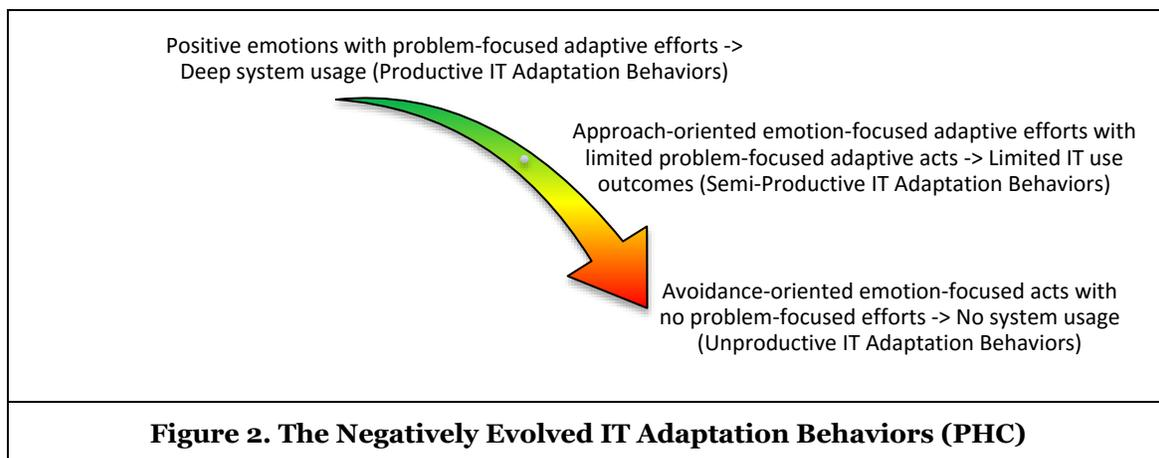 Positive emotions with problem-focused adaptive efforts ->
Deep system usage (Productive IT Adaptation Behaviors)
Approach-oriented emotion-focused adaptive efforts with
limited problem-focused adaptive acts -> Limited IT use
outcomes (Semi-Productive IT Adaptation Behaviors)
Avoidance-oriented emotion-focused acts with
no problem-focused efforts -> No system usage
(Unproductive IT Adaptation Behaviors)
Figure 2. The Negatively Evolved IT Adaptation Behaviors (PHC)